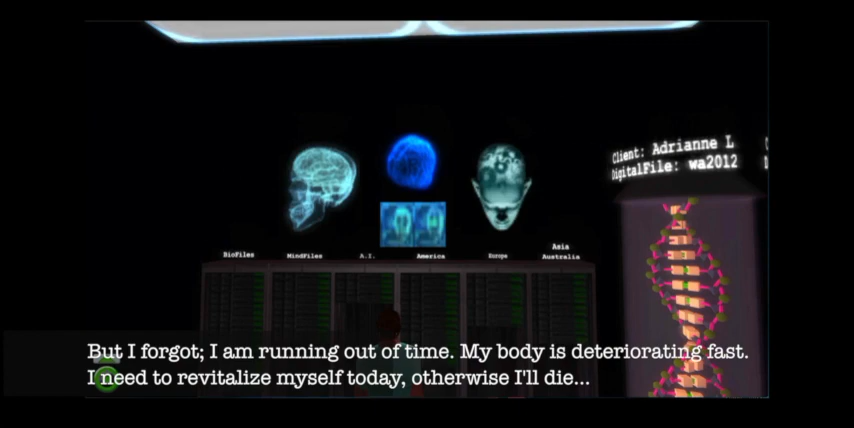 Client: Adrianne L
DigitalFile: wa2012
BioFiles
MindFiles
A.I.
America
Europe
Asia
Australia
But I forgot; I am running out of time. My body is deteriorating fast.
I need to revitalize myself today, otherwise I'll die...